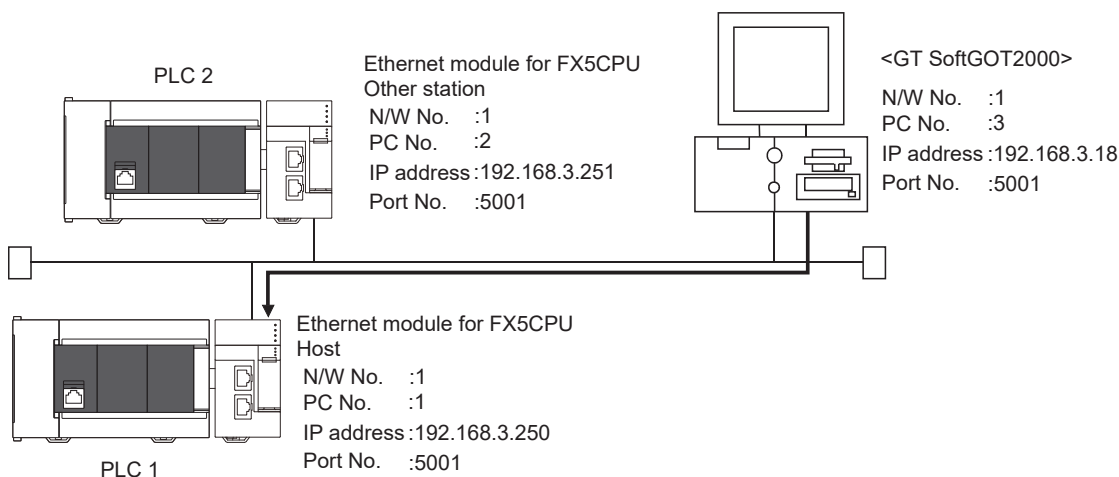 PLC 2
Ethernet module for FX5CPU
Other station
N/W No. :1
PC No. :2
IP address :192.168.3.251
Port No. :5001
<GT SoftGOT2000>
N/W No. :1
PC No. :3
IP address :192.168.3.18
Port No. :5001
Ethernet module for FX5CPU
Host
N/W No. :1
PC No. :1
IP address :192.168.3.250
Port No. :5001
PLC 1